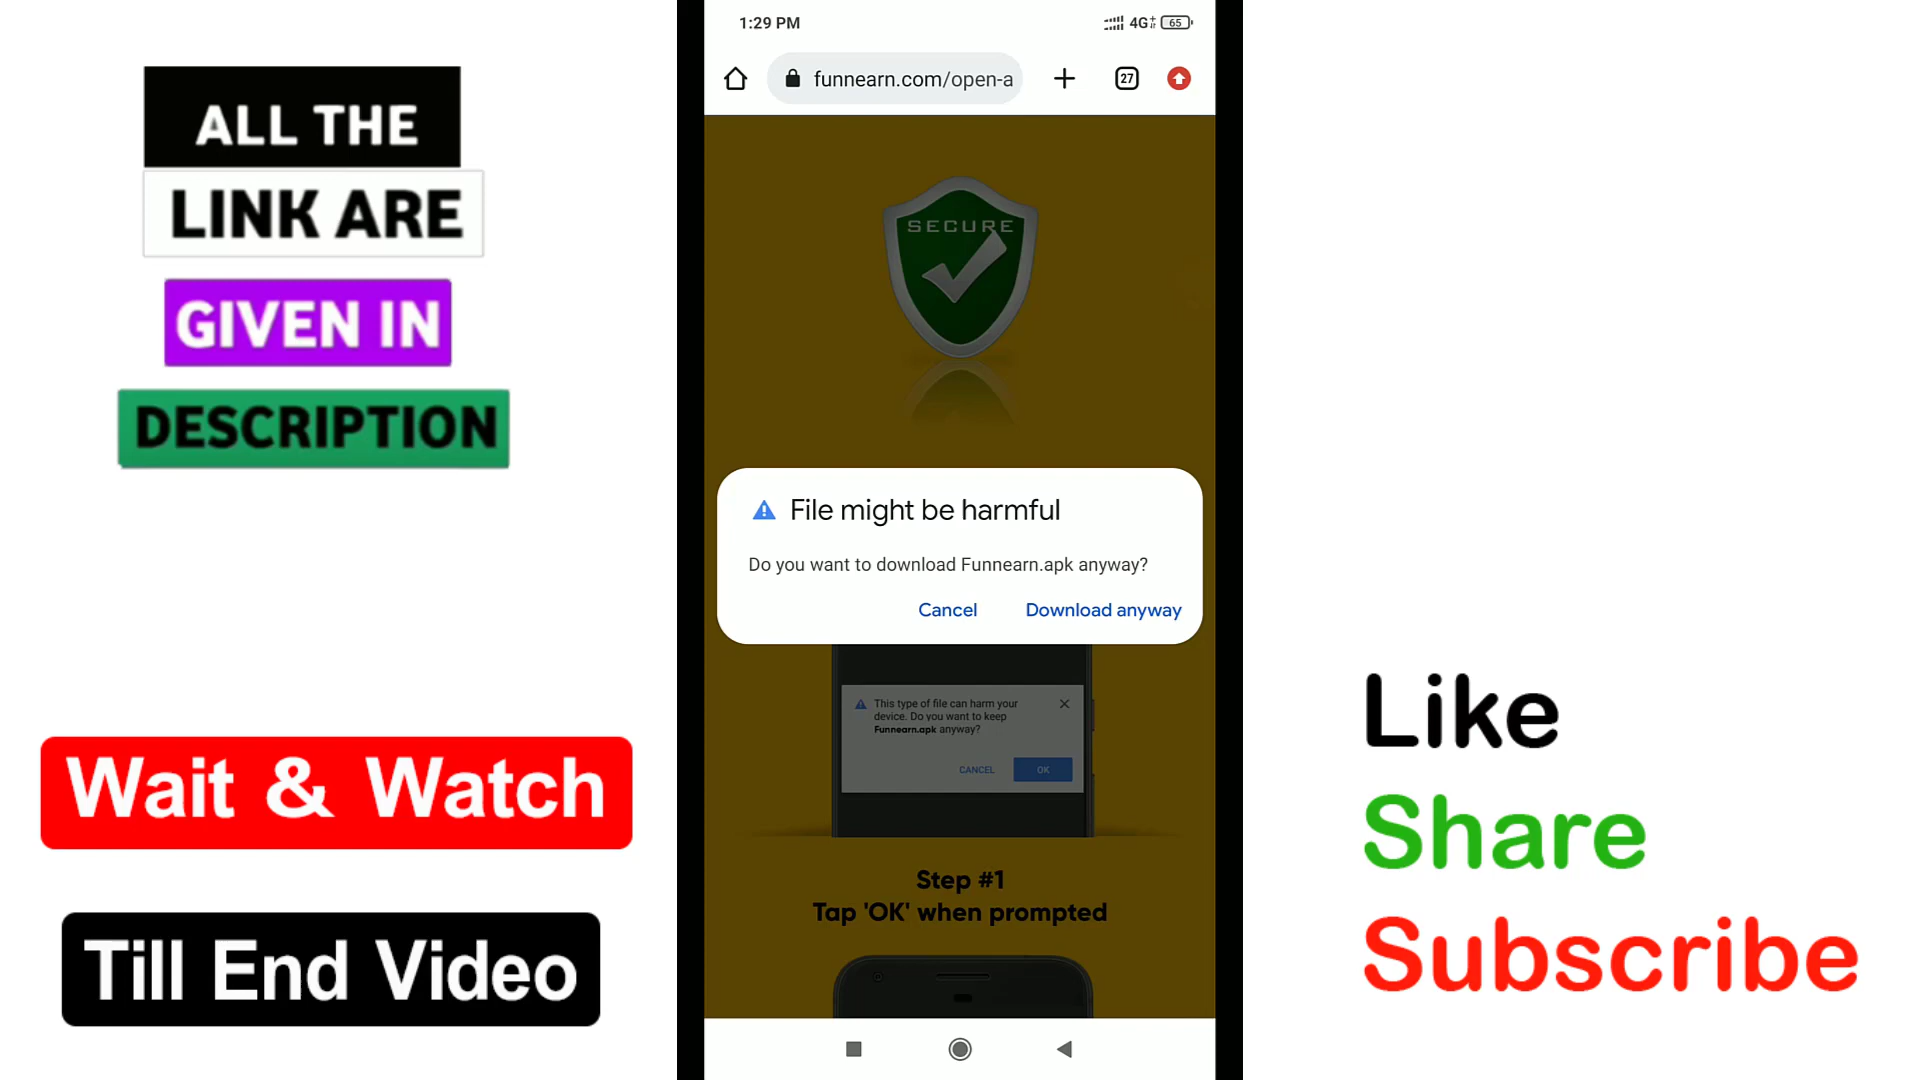 ALL THE
LINK ARE
GIVEN IN
DESCRIPTION
Wait & Watch
Till End Video
1:29 PM
4G+ 65
funnearn.com/open-a
27
SECURE
File might be harmful
Do you want to download Funnearn.apk anyway?
Cancel Download anyway
This type of file can harm your
device. Do you want to keep
Funnearn.apk anyway?
CANCEL OK
Step #1
Tap 'OK' when prompted
Like
Share
Subscribe